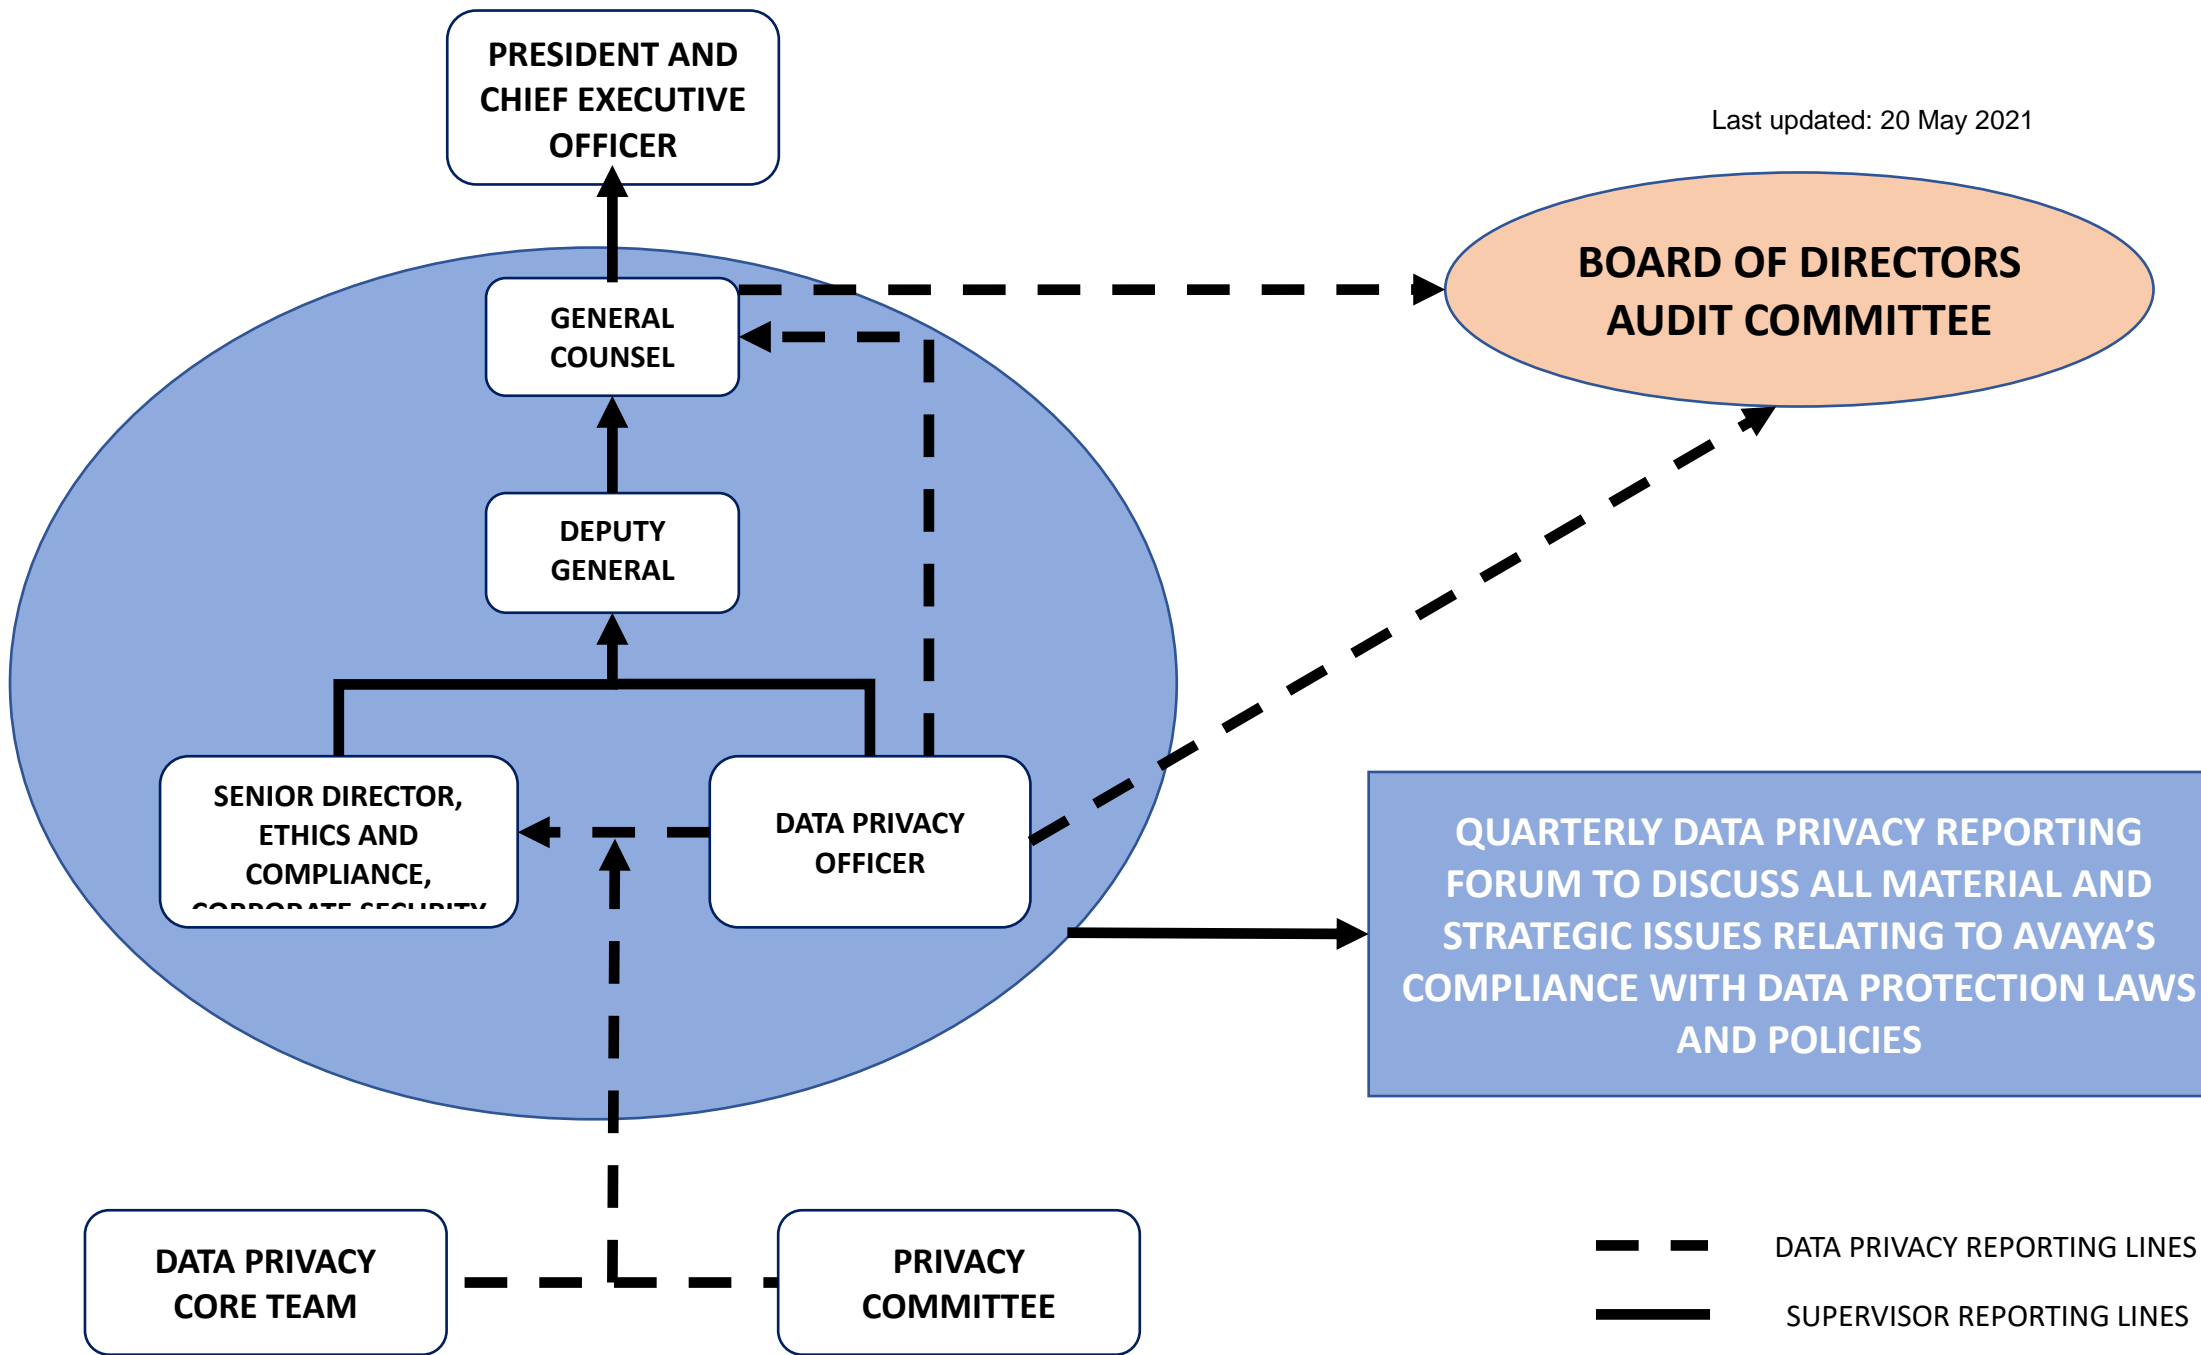 PRESIDENT AND
CHIEF EXECUTIVE
OFFICER
Last updated: 20 May 2021
BOARD OF DIRECTORS
AUDIT COMMITTEE
GENERAL
COUNSEL
DEPUTY
GENERAL
SENIOR DIRECTOR,
ETHICS AND
COMPLIANCE,
CORPORATE SECURITY
DATA PRIVACY
OFFICER
QUARTERLY DATA PRIVACY REPORTING
FORUM TO DISCUSS ALL MATERIAL AND
STRATEGIC ISSUES RELATING TO AVAYA’S
COMPLIANCE WITH DATA PROTECTION LAWS
AND POLICIES
DATA PRIVACY
CORE TEAM
PRIVACY
COMMITTEE
DATA PRIVACY REPORTING LINES
SUPERVISOR REPORTING LINES